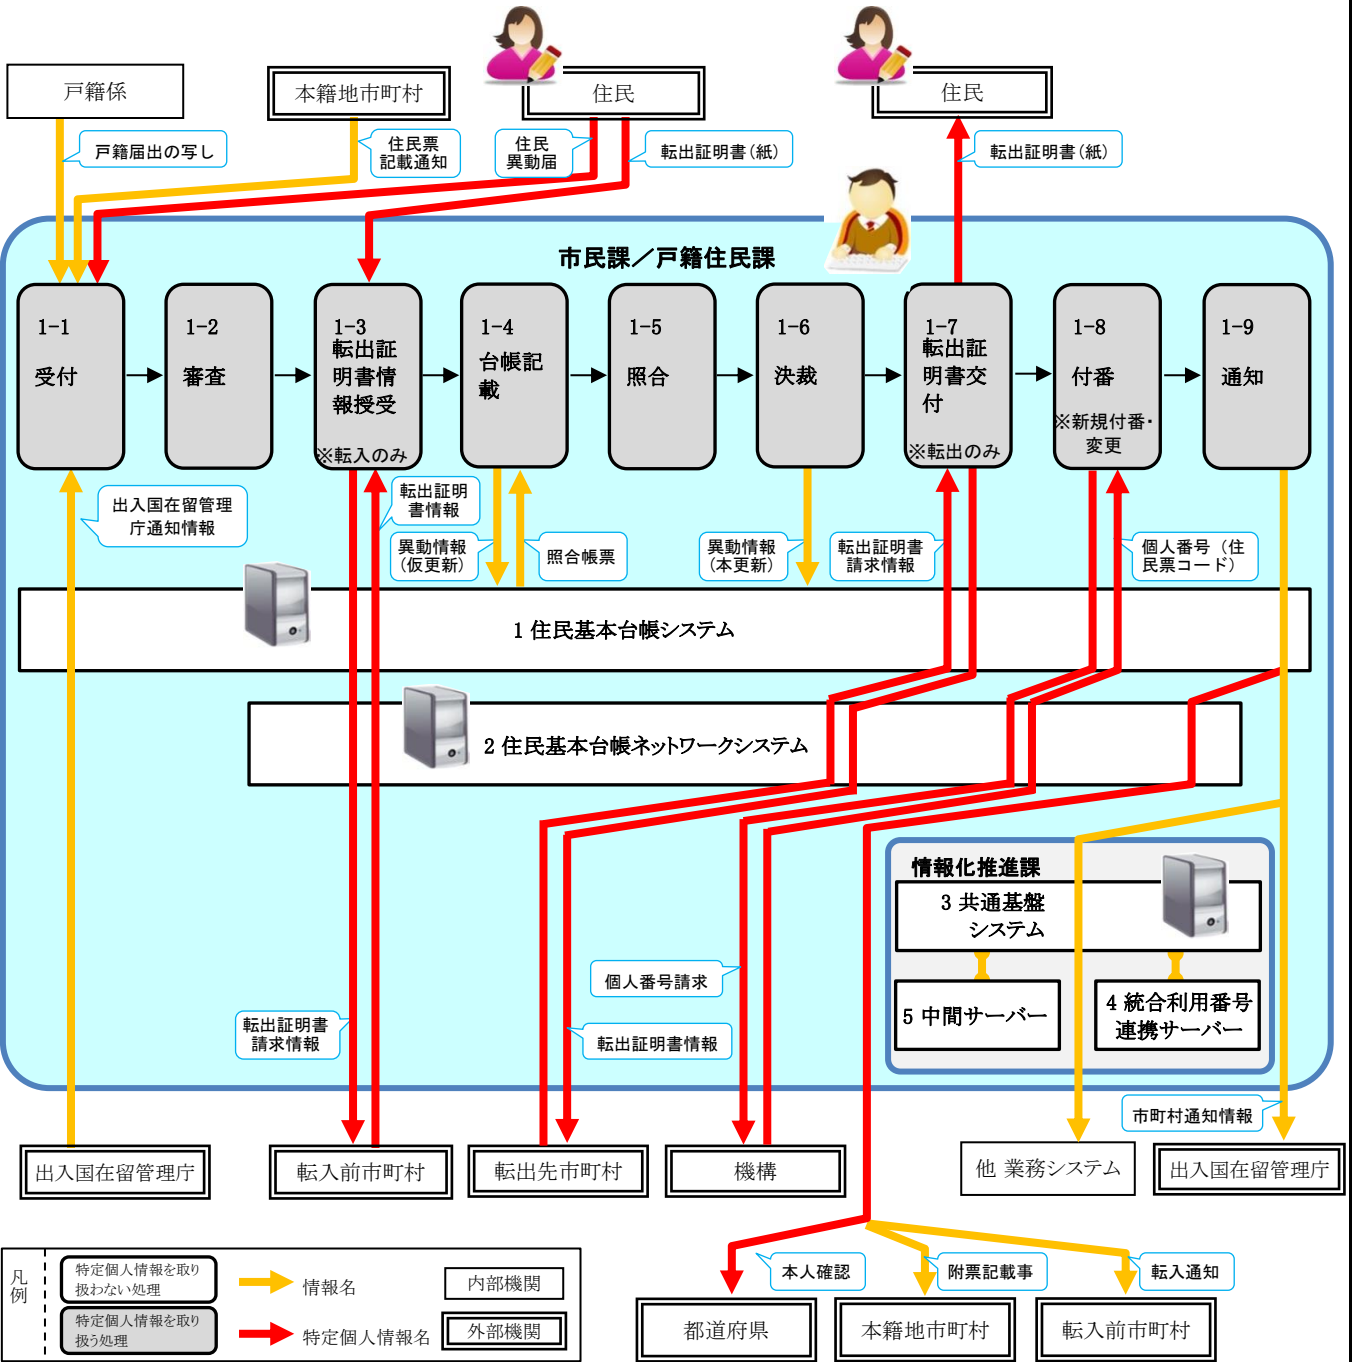 戸籍係
本籍地市町村
住民
住民
戸籍届出の写し
住民票
記載通知
住民
異動届
転出証明書(紙)
転出証明書(紙)
市民課／戸籍住民課
1-1
受付
1-2
審査
1-3
転出証
明書情
報授受
※転入のみ
1-4
台帳記
載
1-5
照合
1-6
決裁
1-7
転出証
明書交
付
※転出のみ
1-8
付番
※新規付番・
変更
1-9
通知
出入国在留管理
庁通知情報
転出証明
書情報
異動情報
(仮更新)
照合帳票
異動情報
(本更新)
転出証明書
請求情報
個人番号（住
民票コード）
1 住民基本台帳システム
2 住民基本台帳ネットワークシステム
情報化推進課
3 共通基盤
システム
5 中間サーバー
4 統合利用番号
連携サーバー
個人番号請求
転出証明書
請求情報
転出証明書情報
市町村通知情報
出入国在留管理庁
転入前市町村
転出先市町村
機構
他 業務システム
出入国在留管理庁
本人確認
附票記載事
転入通知
都道府県
本籍地市町村
転入前市町村
凡
例
特定個人情報を取り
扱わない処理
特定個人情報を取り
扱う処理
情報名
特定個人情報名
内部機関
外部機関